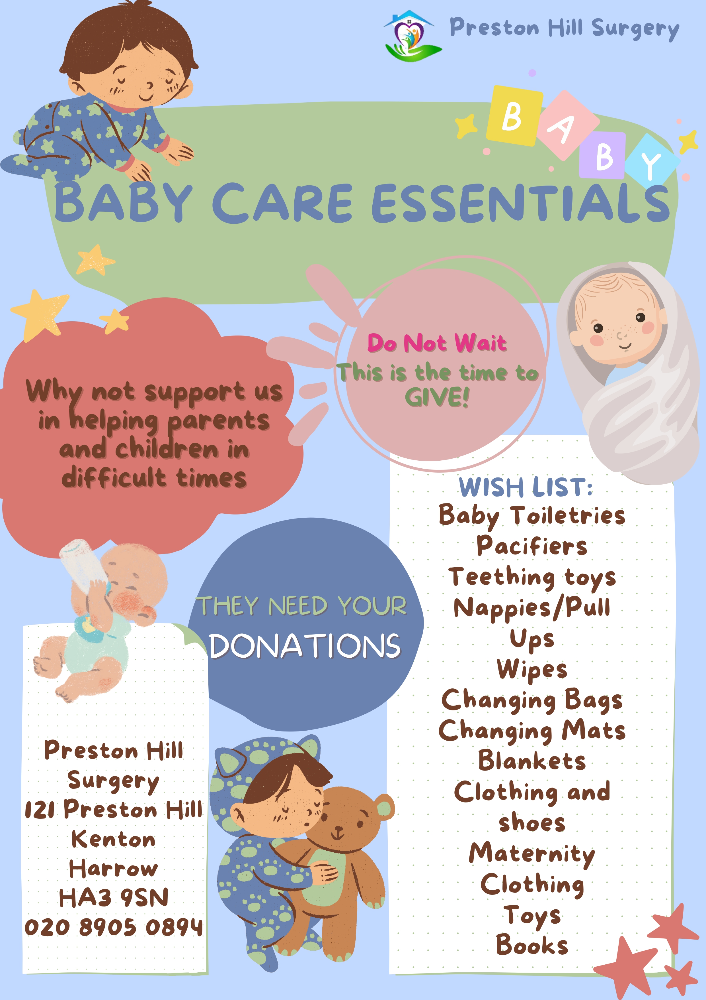 Preston Hill Surgery
B A B Y
BABY CARE ESSENTIALS
Do Not Wait
This is the time to
GIVE!
Why not support us
in helping parents
and children in
difficult times
THEY NEED YOUR
DONATIONS
WISH LIST:
Baby Toiletries
Pacifiers
Teething toys
Nappies/Pull
Ups
Wipes
Changing Bags
Changing Mats
Blankets
Clothing and
shoes
Maternity
Clothing
Toys
Books
Preston Hill
Surgery
121 Preston Hill
Kenton
Harrow
HA3 9SN
020 8905 0894